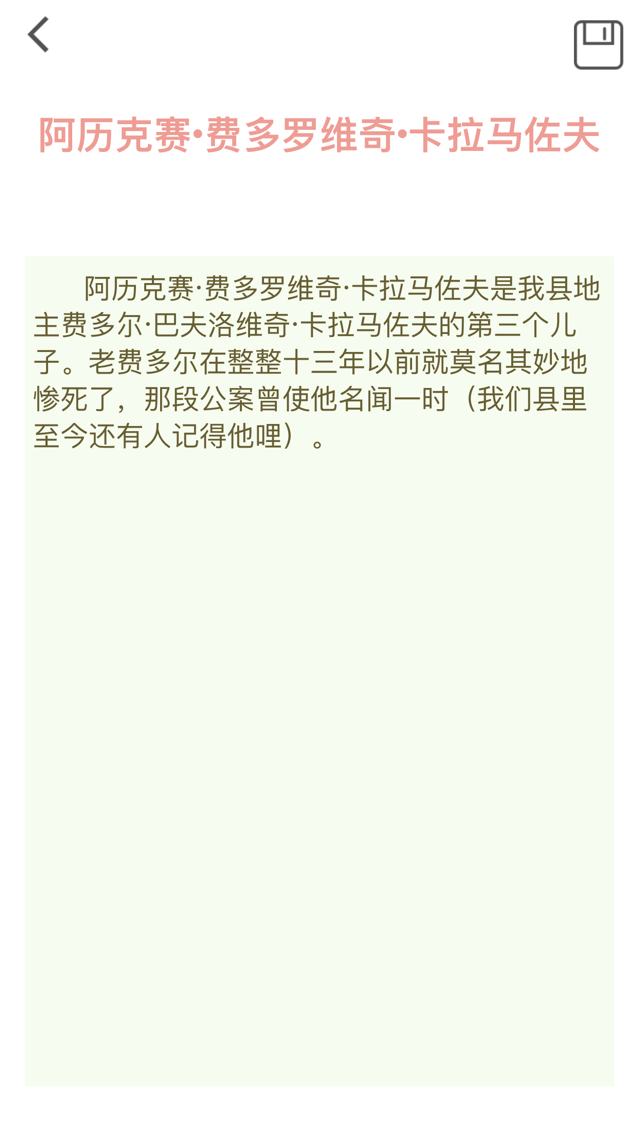 阿历克赛•费多罗维奇•卡拉马佐夫
阿历克赛·费多罗维奇·卡拉马佐夫是我县地
主费多尔·巴夫洛维奇·卡拉马佐夫的第三个儿
子。老费多尔在整整十三年以前就莫名其妙地
惨死了，那段公案曾使他名闻一时（我们县里
至今还有人记得他哩）。